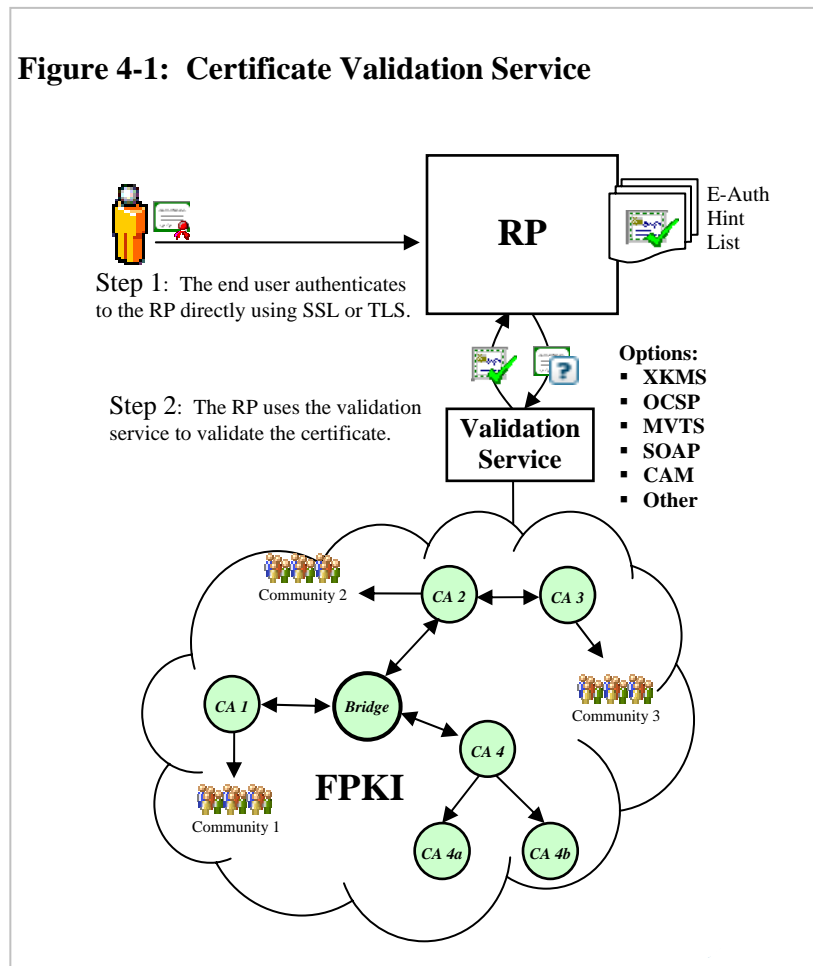 Figure 4-1:  Certificate Validation Service
RP
E-Auth
Hint
List
Step 1:  The end user authenticates
to the RP directly using SSL or TLS.
Options:
▪ XKMS
▪ OCSP
▪ MVTS
▪ SOAP
▪ CAM
▪ Other
?
Step 2:  The RP uses the validation
service to validate the certificate.
Validation
Service
Community 2
CA 2
CA 3
CA 1
Bridge
Community 3
CA 4
FPKI
Community 1
CA 4a
CA 4b